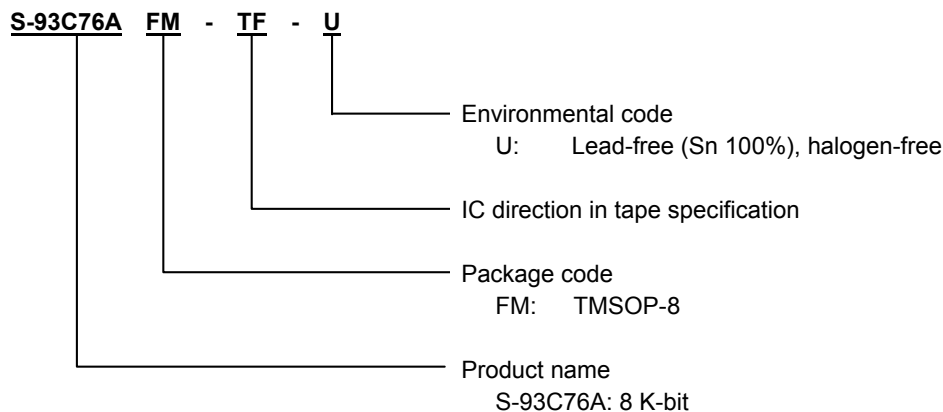 S-93C76A FM - TF - U
Environmental code
U: Lead-free (Sn 100%), halogen-free
IC direction in tape specification
Package code
FM: TMSOP-8
Product name
S-93C76A: 8 K-bit